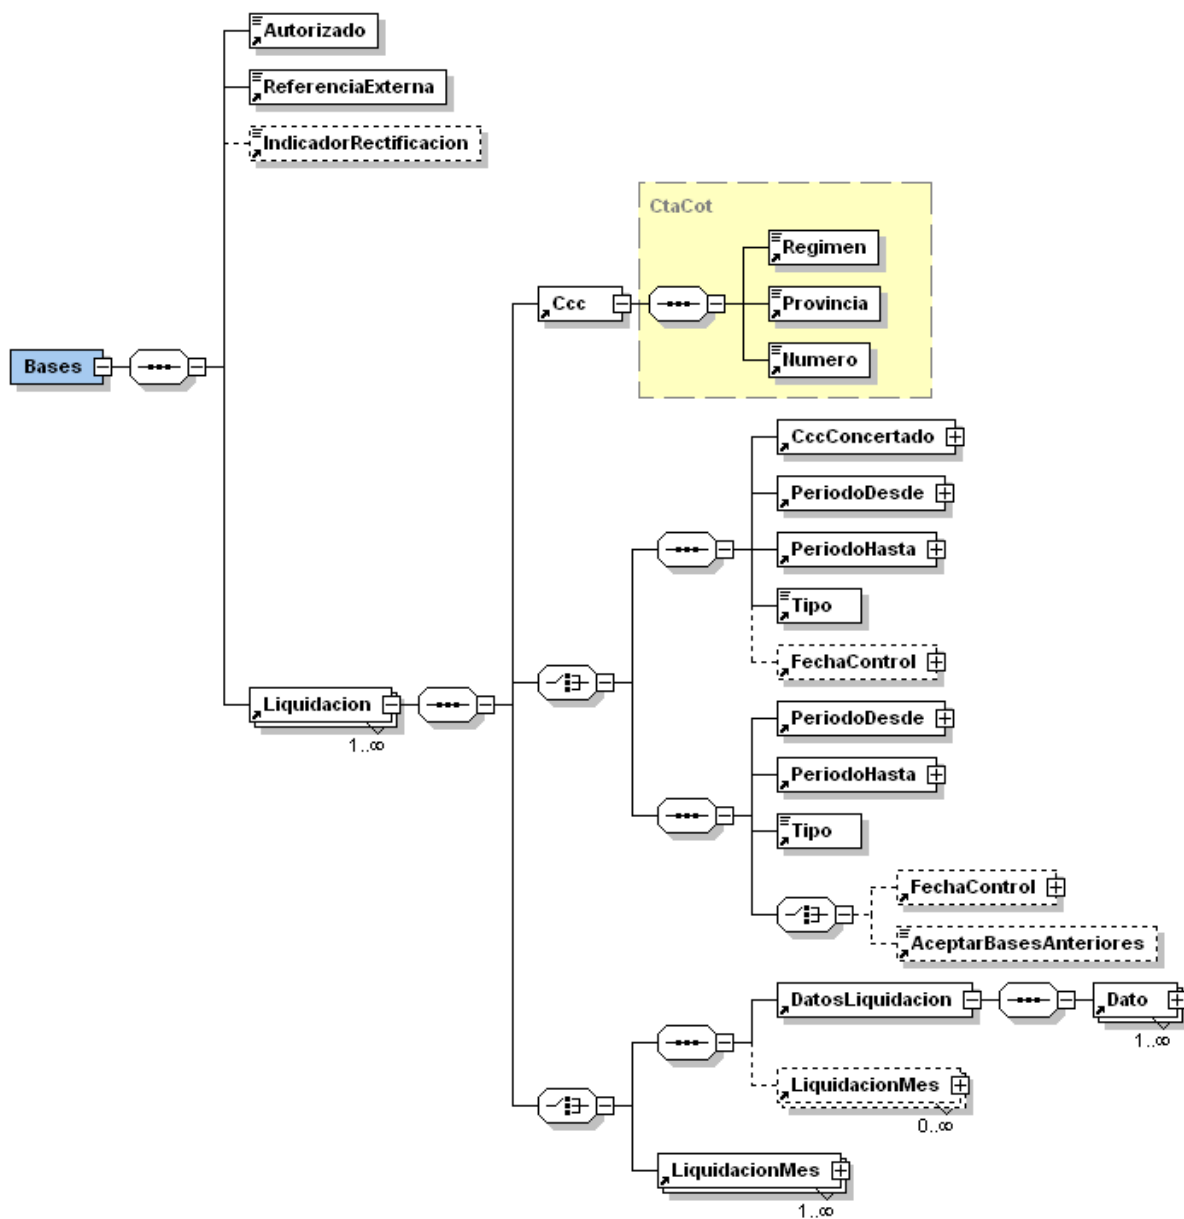 Autorizado
ReferenciaExterna
IndicadorRectificacion
CtaCot
Regimen
Ccc
Provincia
Numero
Bases
CccConcertado
PeriodoDesde
PeriodoHasta
Tipo
FechaControl
Liquidacion
1..∞
PeriodoDesde
PeriodoHasta
Tipo
FechaControl
AceptarBasesAnteriores
DatosLiquidacion
Dato
1..∞
LiquidacionMes
0..∞
LiquidacionMes
1..∞